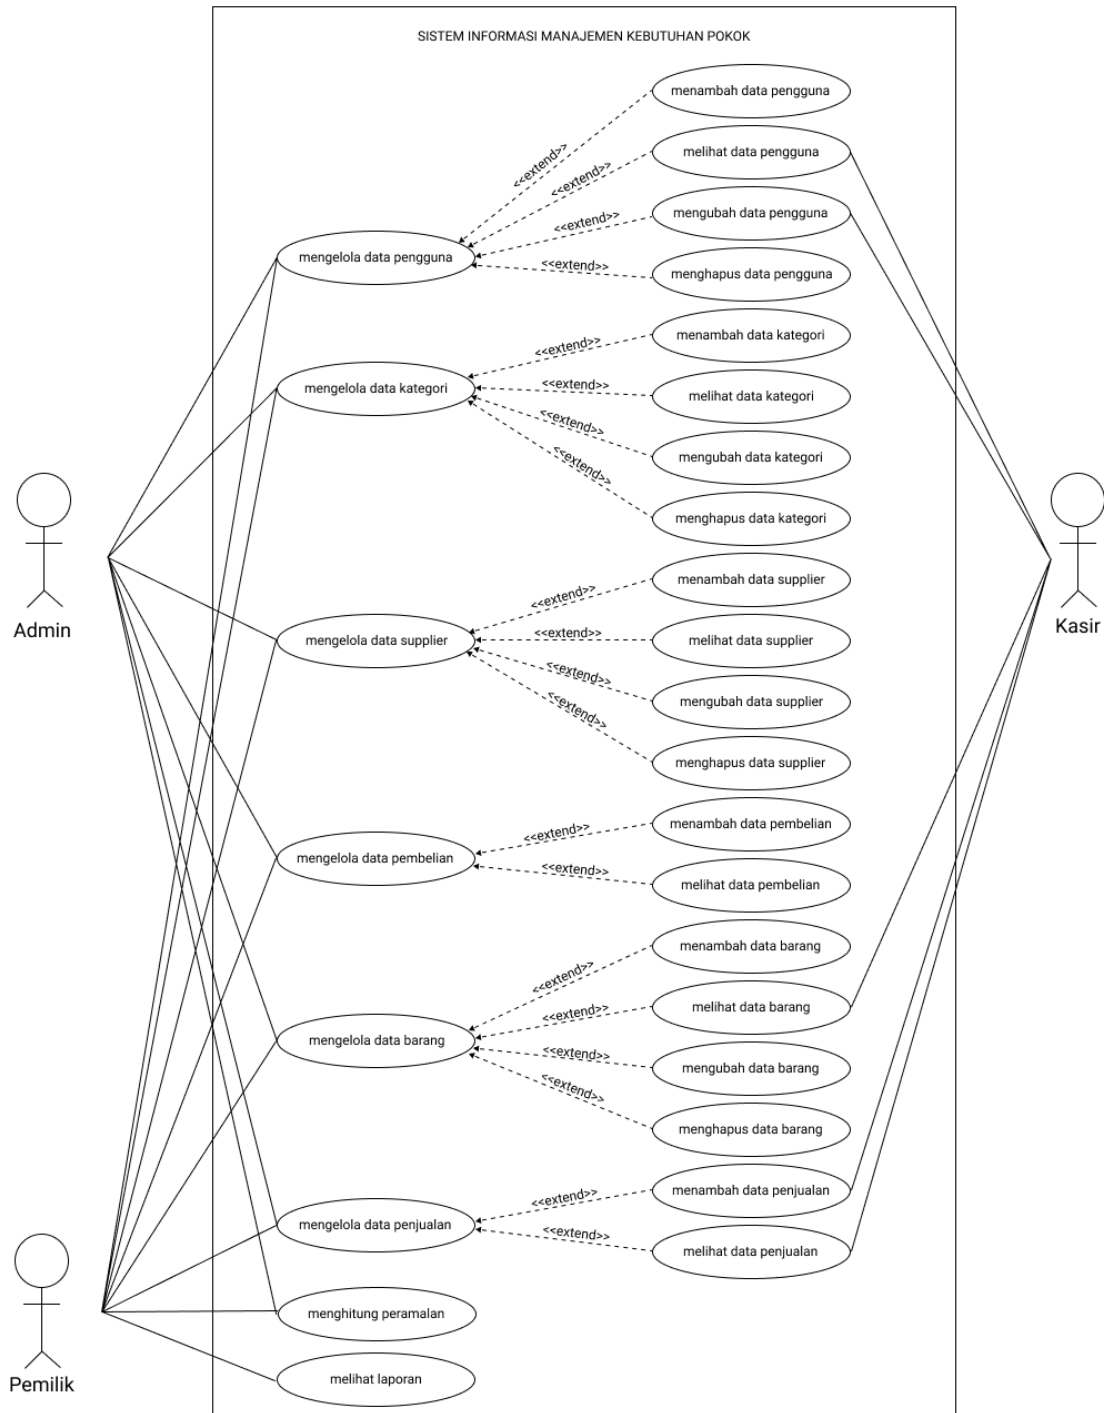 SISTEM INFORMASI MANAJEMEN KEBUTUHAN POKOK
menambah data pengguna
<<extend>>
melihat data pengguna
<<extend>>
mengubah data pengguna
<<extend>>
mengelola data pengguna
<<extend>>
menghapus data pengguna
menambah data kategori
<<extend>>
mengelola data kategori
<<extend>>
melihat data kategori
<<extend>>
mengubah data kategori
<<extend>>
menghapus data kategori
menambah data supplier
<<extend>>
Admin
Kasir
mengelola data supplier
<<extend>>
melihat data supplier
<<extend>>
mengubah data supplier
<<extend>>
menghapus data supplier
menambah data pembelian
<<extend>>
mengelola data pembelian
<<extend>>
melihat data pembelian
menambah data barang
<<extend>>
melihat data barang
<<extend>>
mengelola data barang
<<extend>>
mengubah data barang
<<extend>>
menghapus data barang
menambah data penjualan
<<extend>>
mengelola data penjualan
<<extend>>
melihat data penjualan
menghitung peramalan
melihat laporan
Pemilik